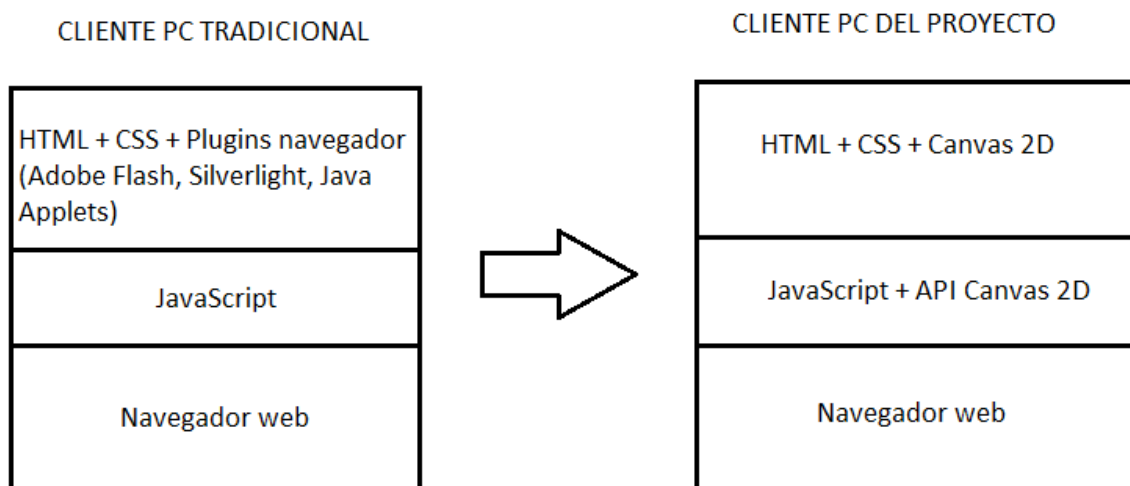 CLIENTE PC TRADICIONAL
HTML + CSS + Plugins navegador
(Adobe Flash, Silverlight, Java
Applets)
JavaScript
Navegador web
CLIENTE PC DEL PROYECTO
HTML + CSS + Canvas 2D
JavaScript + API Canvas 2D
Navegador web